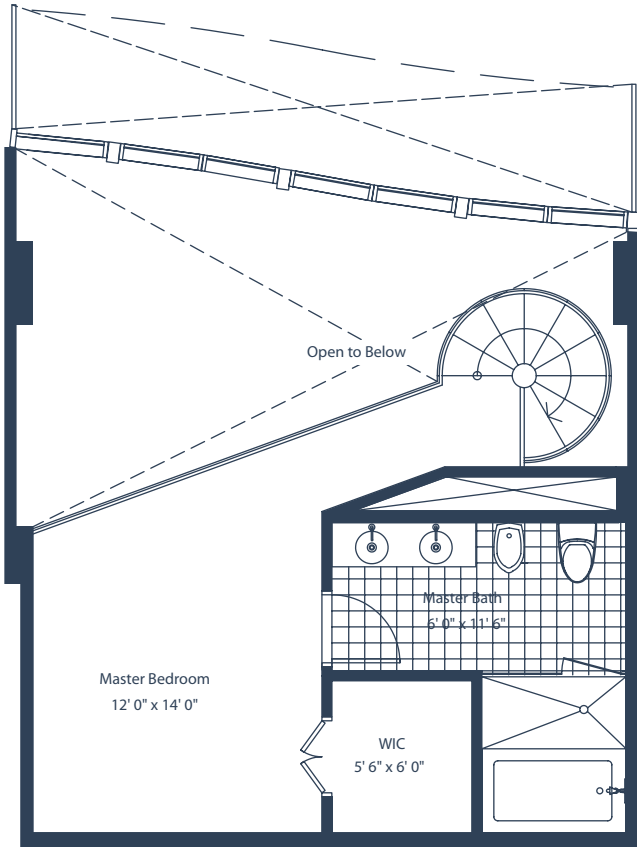 Open to Below
Master Bath
6' 0" x 11' 6"
Master Bedroom
12' 0" x 14' 0"
WIC
5' 6" x 6' 0"